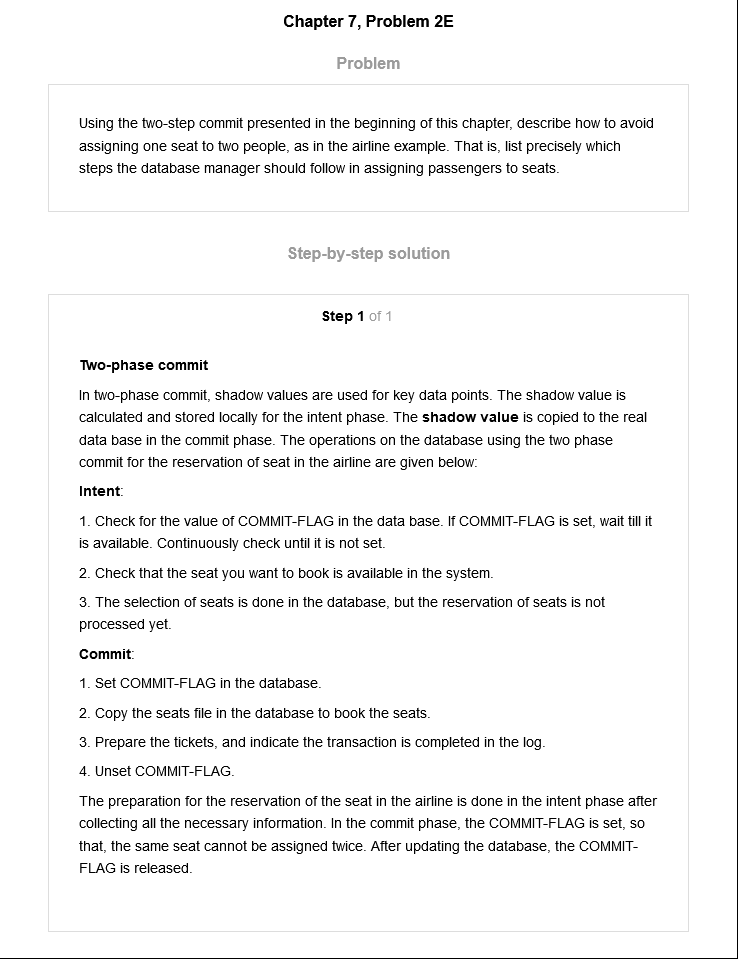 Chapter 7, Problem 2E
Problem
Using the two-step commit presented in the beginning of this chapter, describe how to avoid
assigning one seat to two people, as in the airline example. That is, list precisely which
steps the database manager should follow in assigning passengers to seats.
Step-by-step solution
Step 1 of 1
Two-phase commit
In two-phase commit, shadow values are used for key data points. The shadow value is
calculated and stored locally for the intent phase. The shadow value is copied to the real
data base in the commit phase. The operations on the database using the two phase
commit for the reservation of seat in the airline are given below:
Intent:
1. Check for the value of COMMIT-FLAG in the data base. If COMMIT-FLAG is set, wait till it
is available. Continuously check until it is not set.
2. Check that the seat you want to book is available in the system.
3. The selection of seats is done in the database, but the reservation of seats is not
processed yet.
Commit:
1. Set COMMIT-FLAG in the database.
2. Copy the seats file in the database to book the seats.
3. Prepare the tickets, and indicate the transaction is completed in the log.
4. Unset COMMIT-FLAG.
The preparation for the reservation of the seat in the airline is done in the intent phase after
collecting all the necessary information. In the commit phase, the COMMIT-FLAG is set, so
that, the same seat cannot be assigned twice. After updating the database, the COMMIT-
FLAG is released.